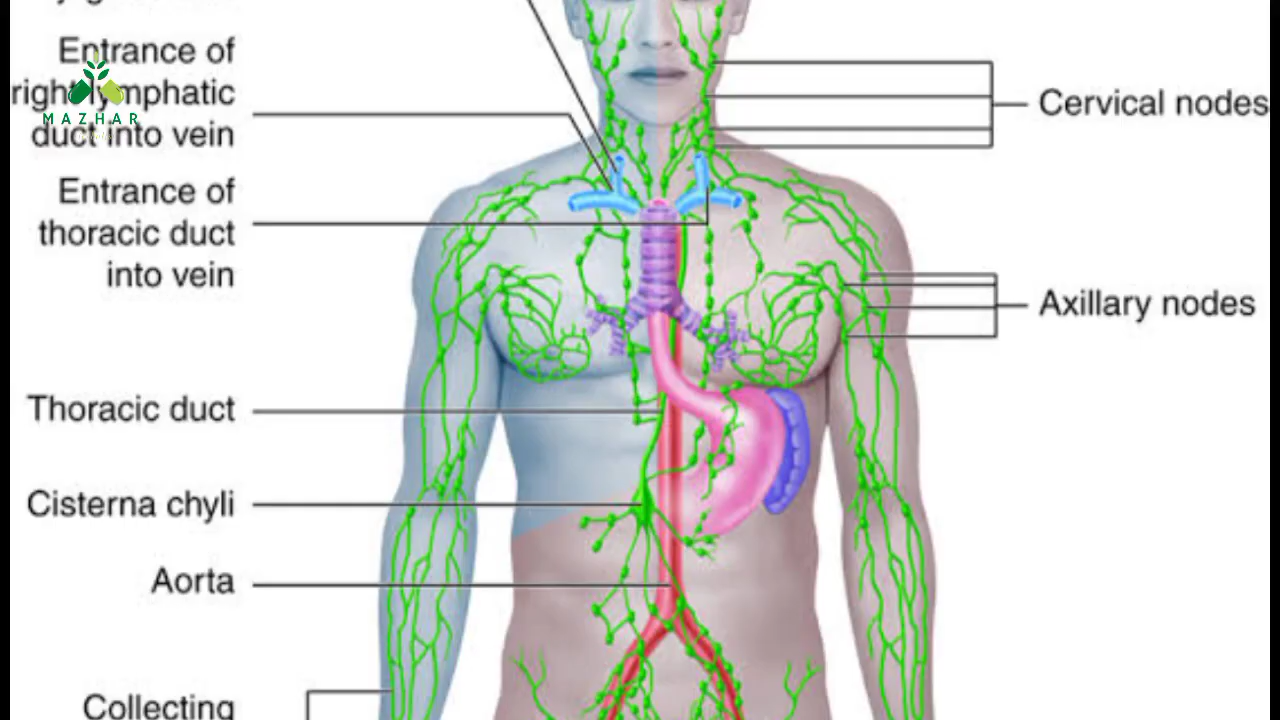 Entrance of
right lymphatic
duct into vein
MAZHAR
Entrance of
thoracic duct
into vein
Thoracic duct
Cisterna chyli
Aorta
Collecting
Cervical nodes
Axillary nodes